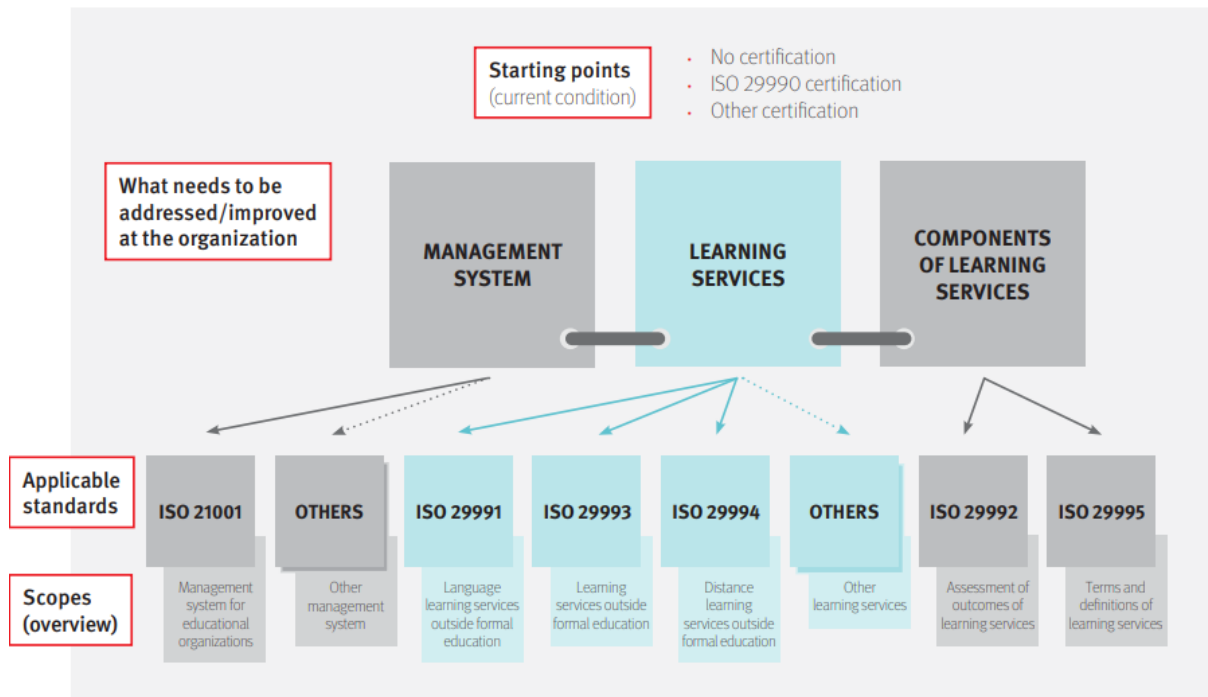 Starting points
(current condition)
• No certification
• ISO 29990 certification
• Other certification
What needs to be
addressed/improved
at the organization
MANAGEMENT
SYSTEM
LEARNING
SERVICES
COMPONENTS
OF LEARNING
SERVICES
Applicable
standards
ISO 21001
OTHERS
ISO 29991
ISO 29993
ISO 29994
OTHERS
ISO 29992
ISO 29995
Scopes
(overview)
Management
system for
educational
organizations
Other
management
system
Language
learning services
outside formal
education
Learning
services outside
formal education
Distance
learning
services outside
formal education
Other
learning services
Assessment of
outcomes of
learning services
Terms and
definitions of
learning services